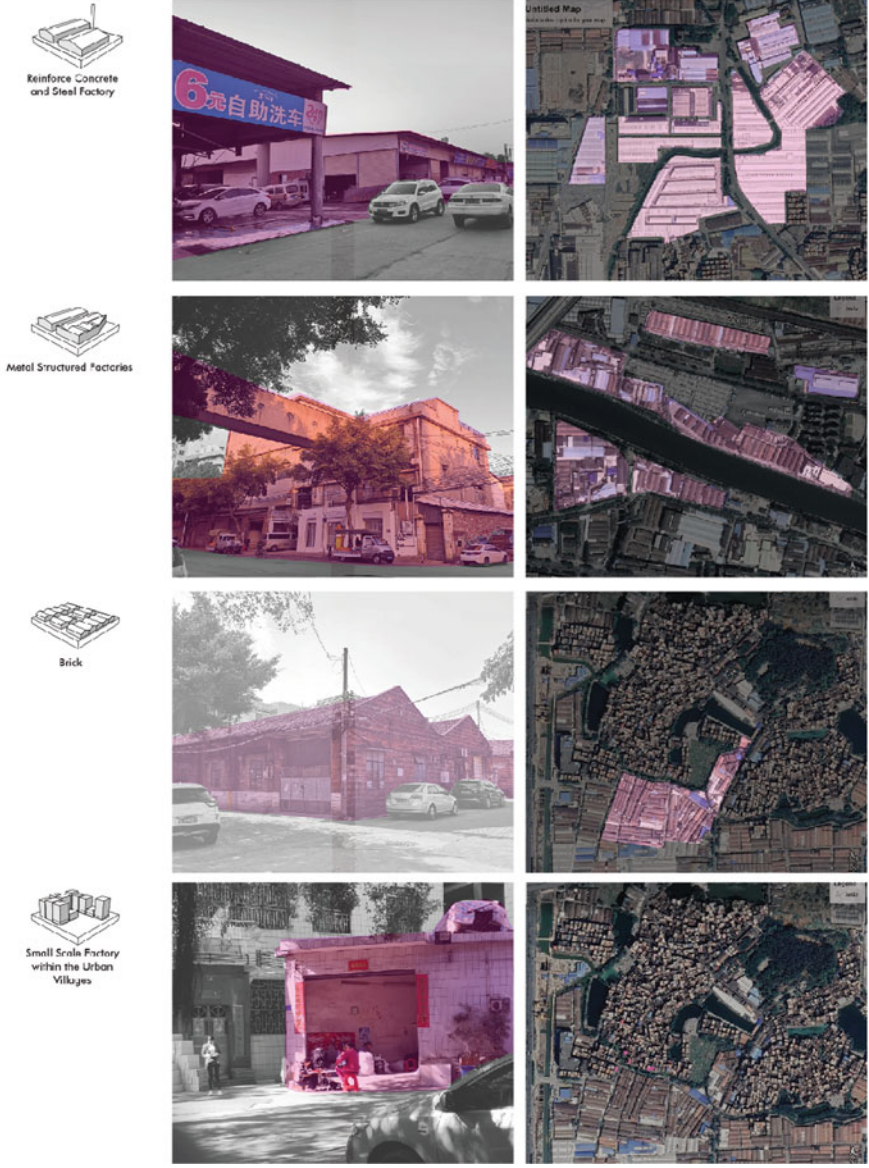 Reinforce Concrete
and Steel Factory
6元自助洗车
Untitled Map
Metal Structured Factories
Brick
Small Scale Factory
within the Urban
Villages